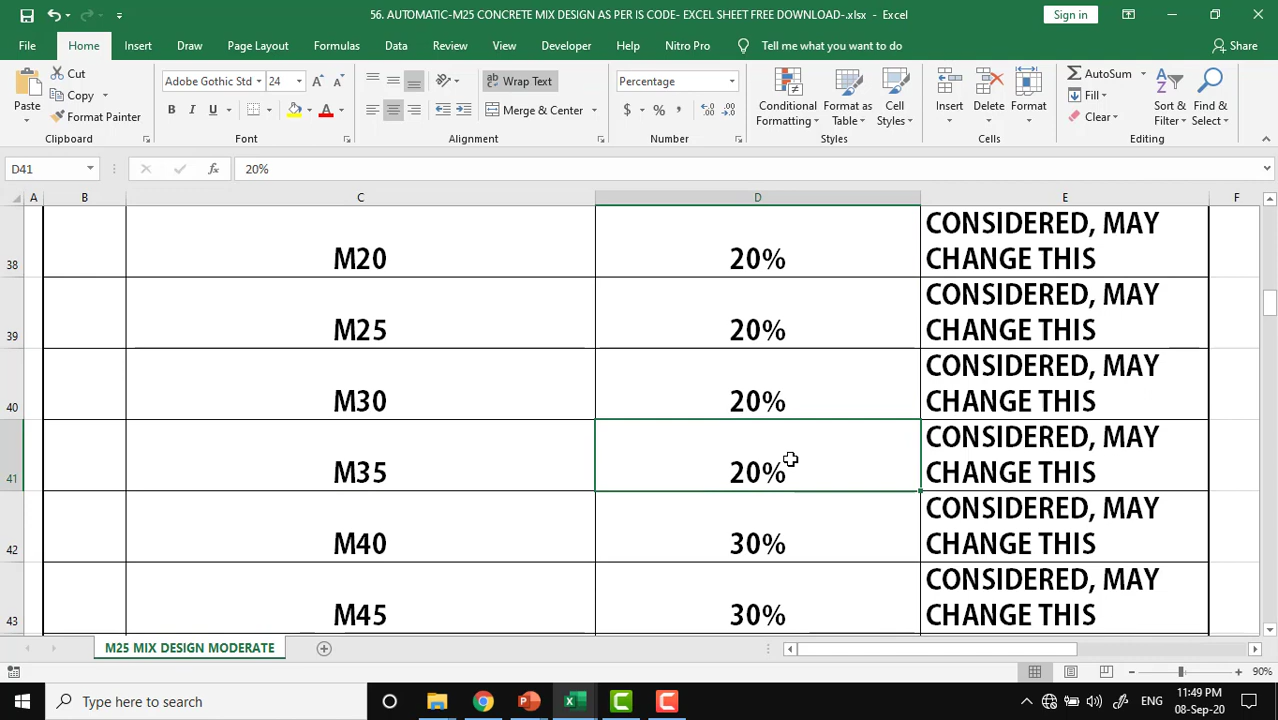 56. AUTOMATIC-M25 CONCRETE MIX DESIGN AS PER IS CODE- EXCEL SHEET FREE DOWNLOAD-.xlsx - Excel
Sign in
File Home Insert Draw Page Layout Formulas Data Review View Developer Help Nitro Pro Tell me what you want to do Share
Paste
Cut
Copy
Format Painter
Clipboard
Adobe Gothic Std 24
B I U
Font
Wrap Text
Merge & Center
Alignment
Percentage
$ % ,
Number
Conditional Formatting
Format as Table
Cell Styles
Styles
Insert
Delete
Format
Cells
AutoSum
Fill
Clear
Sort & Filter
Find & Select
Editing
D41 fx 20%
A B C D E F
38 M20 20% CONSIDERED, MAY
CHANGE THIS
39 M25 20% CONSIDERED, MAY
CHANGE THIS
40 M30 20% CONSIDERED, MAY
CHANGE THIS
41 M35 20% CONSIDERED, MAY
CHANGE THIS
42 M40 30% CONSIDERED, MAY
CHANGE THIS
43 M45 30% CONSIDERED, MAY
CHANGE THIS
M25 MIX DESIGN MODERATE
90%
Type here to search
ENG
11:49 PM
08-Sep-20